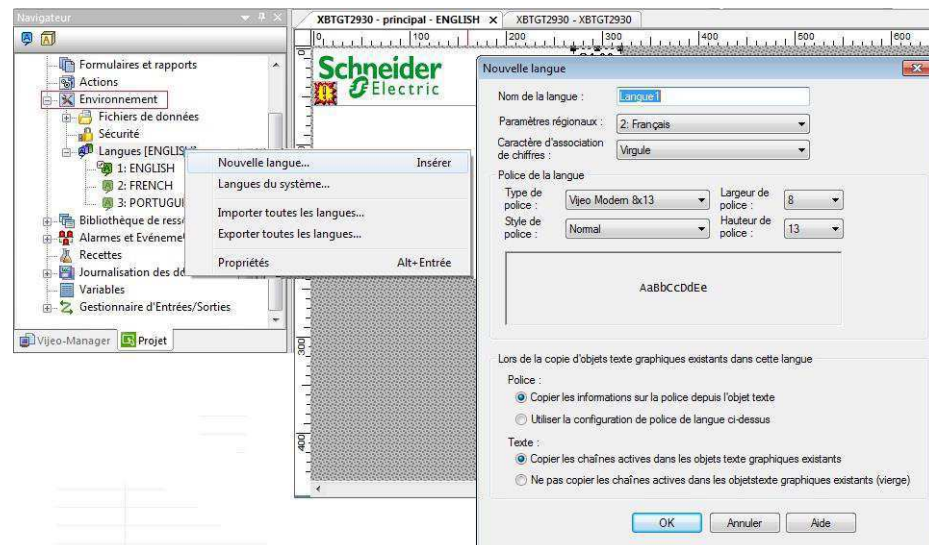 Navigateur
Formulaires et rapports
Actions
Environnement
Fichiers de données
Sécurité
Langues [ENGLISH]
1: ENGLISH
2: FRENCH
3: PORTUGU
Bibliothèque de ress
Alarmes et Evéneme
Recettes
Journalisation des do
Variables
Gestionnaire d'Entrées/Sorties
Vijeo-Manager
Projet
Nouvelle langue... Insérer
Langues du système...
Importer toutes les langues...
Exporter toutes les langues...
Propriétés Alt+Entrée
XBTGT2930 - principal - ENGLISH
XBTGT2930 - XBTGT2930
0 100 200 300 400 500 600
300
400
Schneider
Electric
Nouvelle langue
Nom de la langue : Langue1
Paramètres régionaux : 2: Français
Caractère d'association
de chiffres : Virgule
Police de la langue
Type de
police : Vijeo Modern 8x13
Largeur de
police : 8
Style de
police : Normal
Hauteur de
police : 13
AaBbCcDdEe
Lors de la copie d'objets texte graphiques existants dans cette langue
Police :
Copier les informations sur la police depuis l'objet texte
Utiliser la configuration de police de langue ci-dessus
Texte :
Copier les chaînes actives dans les objets texte graphiques existants
Ne pas copier les chaînes actives dans les objetstexte graphiques existants (vierge)
OK
Annuler
Aide